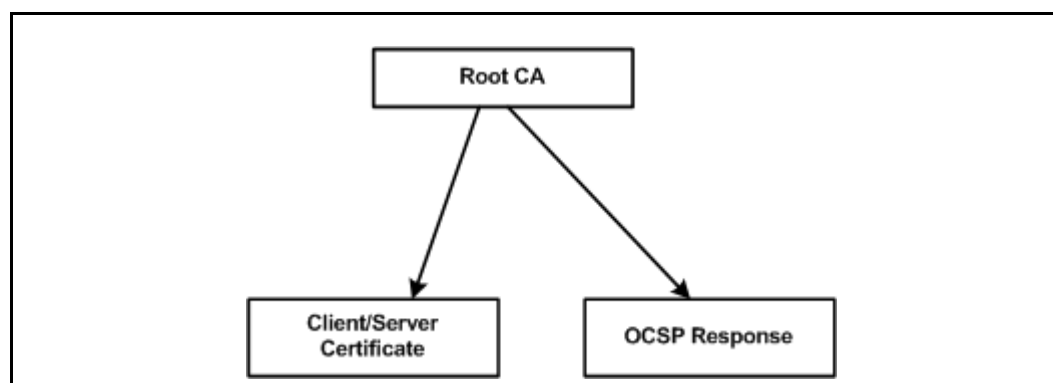 Root CA
Client/Server
Certificate
OCSP Response